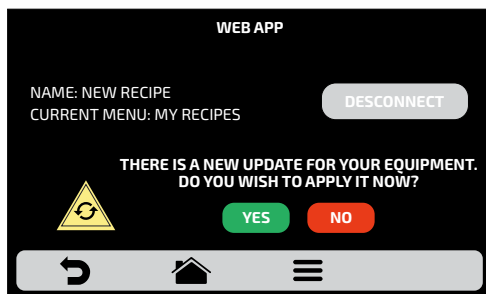 WEB APP
NAME: NEW RECIPE
CURRENT MENU: MY RECIPES
DESCONNECT
THERE IS A NEW UPDATE FOR YOUR EQUIPMENT.
DO YOU WISH TO APPLY IT NOW?
YES
NO